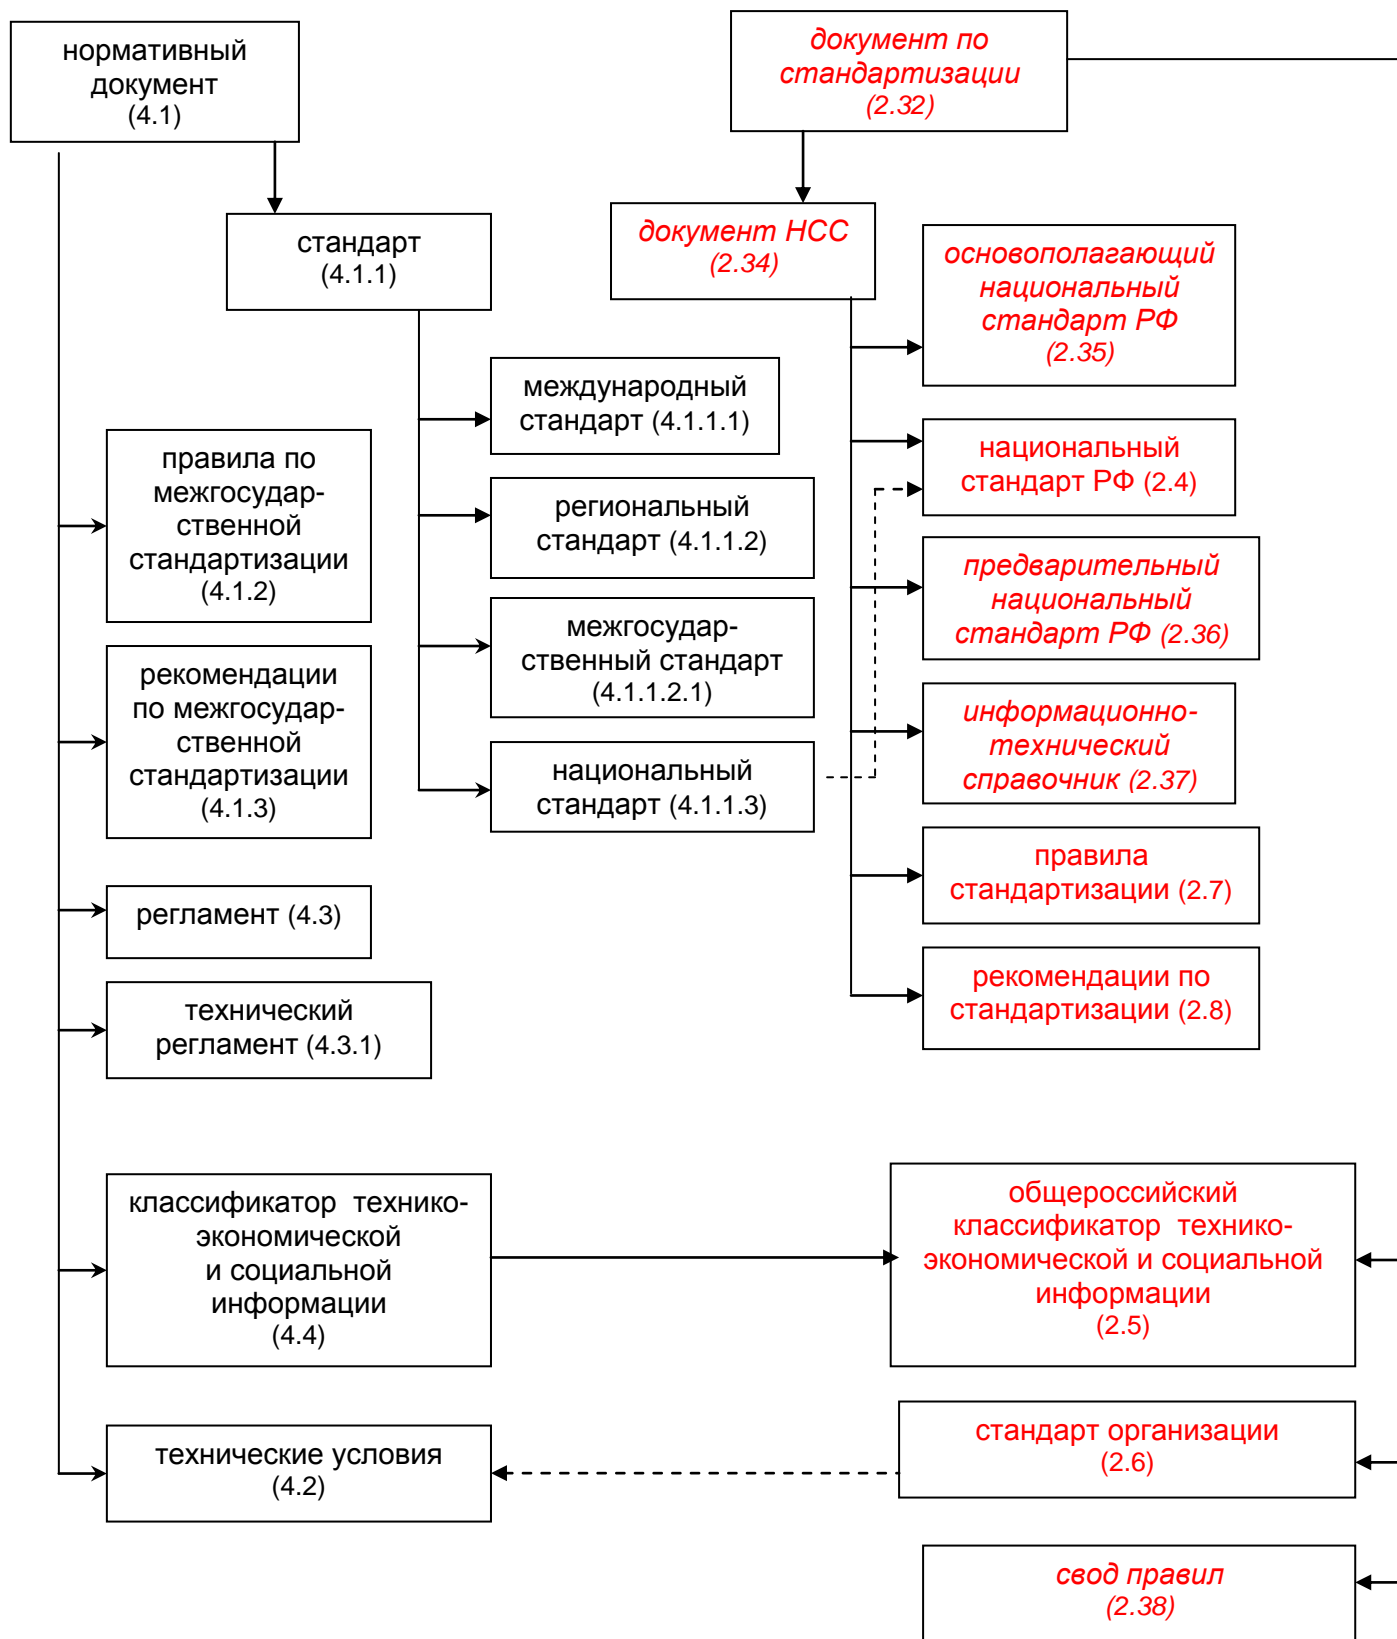 нормативный
документ
(4.1)
документ по
стандартизации
(2.32)
стандарт
(4.1.1)
документ НСС
(2.34)
основополагающий
национальный
стандарт РФ
(2.35)
международный
стандарт (4.1.1.1)
национальный
стандарт РФ (2.4)
правила по
межгосудар-
ственной
стандартизации
(4.1.2)
региональный
стандарт (4.1.1.2)
предварительный
национальный
стандарт РФ (2.36)
межгосудар-
ственный стандарт
(4.1.1.2.1)
рекомендации
по межгосудар-
ственной
стандартизации
(4.1.3)
информационно-
технический
справочник (2.37)
национальный
стандарт (4.1.1.3)
правила
стандартизации (2.7)
регламент (4.3)
рекомендации по
стандартизации (2.8)
технический
регламент (4.3.1)
классификатор технико-
экономической
и социальной
информации
(4.4)
общероссийский
классификатор технико-
экономической и социальной
информации
(2.5)
технические условия
(4.2)
стандарт организации
(2.6)
свод правил
(2.38)